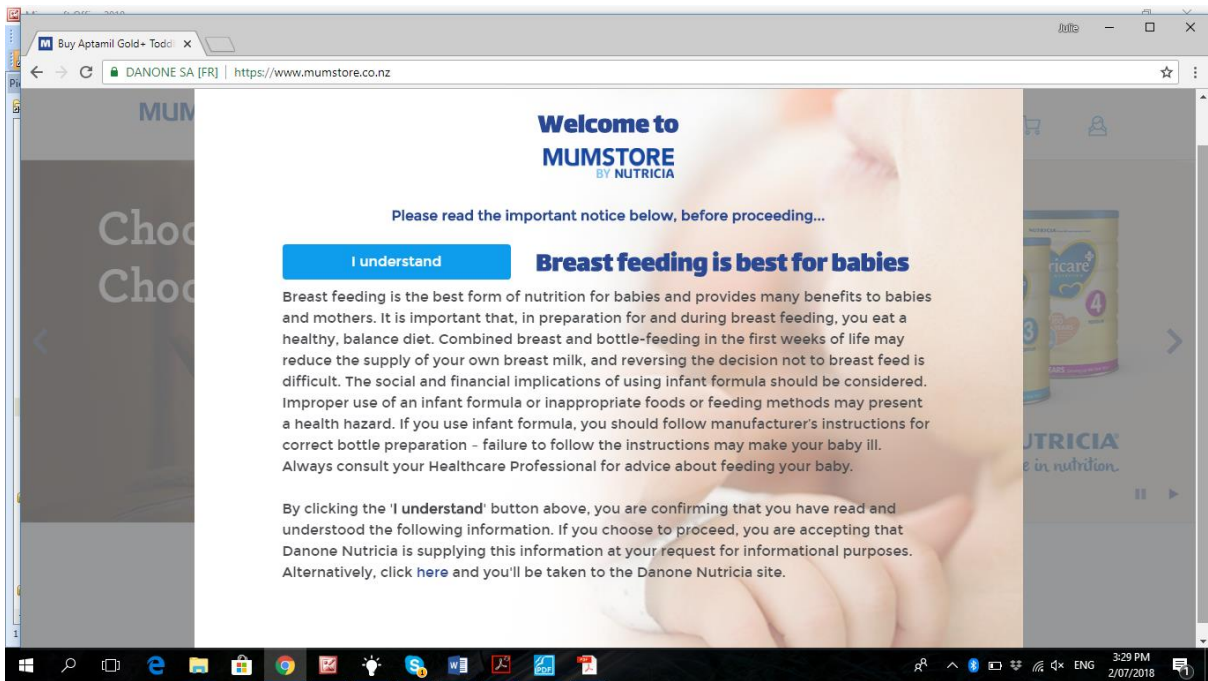 Julie
M Buy Aptamil Gold+ Toddl
DANONE SA [FR] | https://www.mumstore.co.nz
MUM
Welcome to
MUMSTORE
BY NUTRICIA
Please read the important notice below, before proceeding...
I understand
Breast feeding is best for babies
Breast feeding is the best form of nutrition for babies and provides many benefits to babies
and mothers. It is important that, in preparation for and during breast feeding, you eat a
healthy, balance diet. Combined breast and bottle-feeding in the first weeks of life may
reduce the supply of your own breast milk, and reversing the decision not to breast feed is
difficult. The social and financial implications of using infant formula should be considered.
Improper use of an infant formula or inappropriate foods or feeding methods may present
a health hazard. If you use infant formula, you should follow manufacturer's instructions for
correct bottle preparation - failure to follow the instructions may make your baby ill.
Always consult your Healthcare Professional for advice about feeding your baby.
By clicking the 'I understand' button above, you are confirming that you have read and
understood the following information. If you choose to proceed, you are accepting that
Danone Nutricia is supplying this information at your request for informational purposes.
Alternatively, click here and you'll be taken to the Danone Nutricia site.
Choo
Choo
ricare
3
4
UTRICIA
e in nutrition.
ENG
3:29 PM
2/07/2018